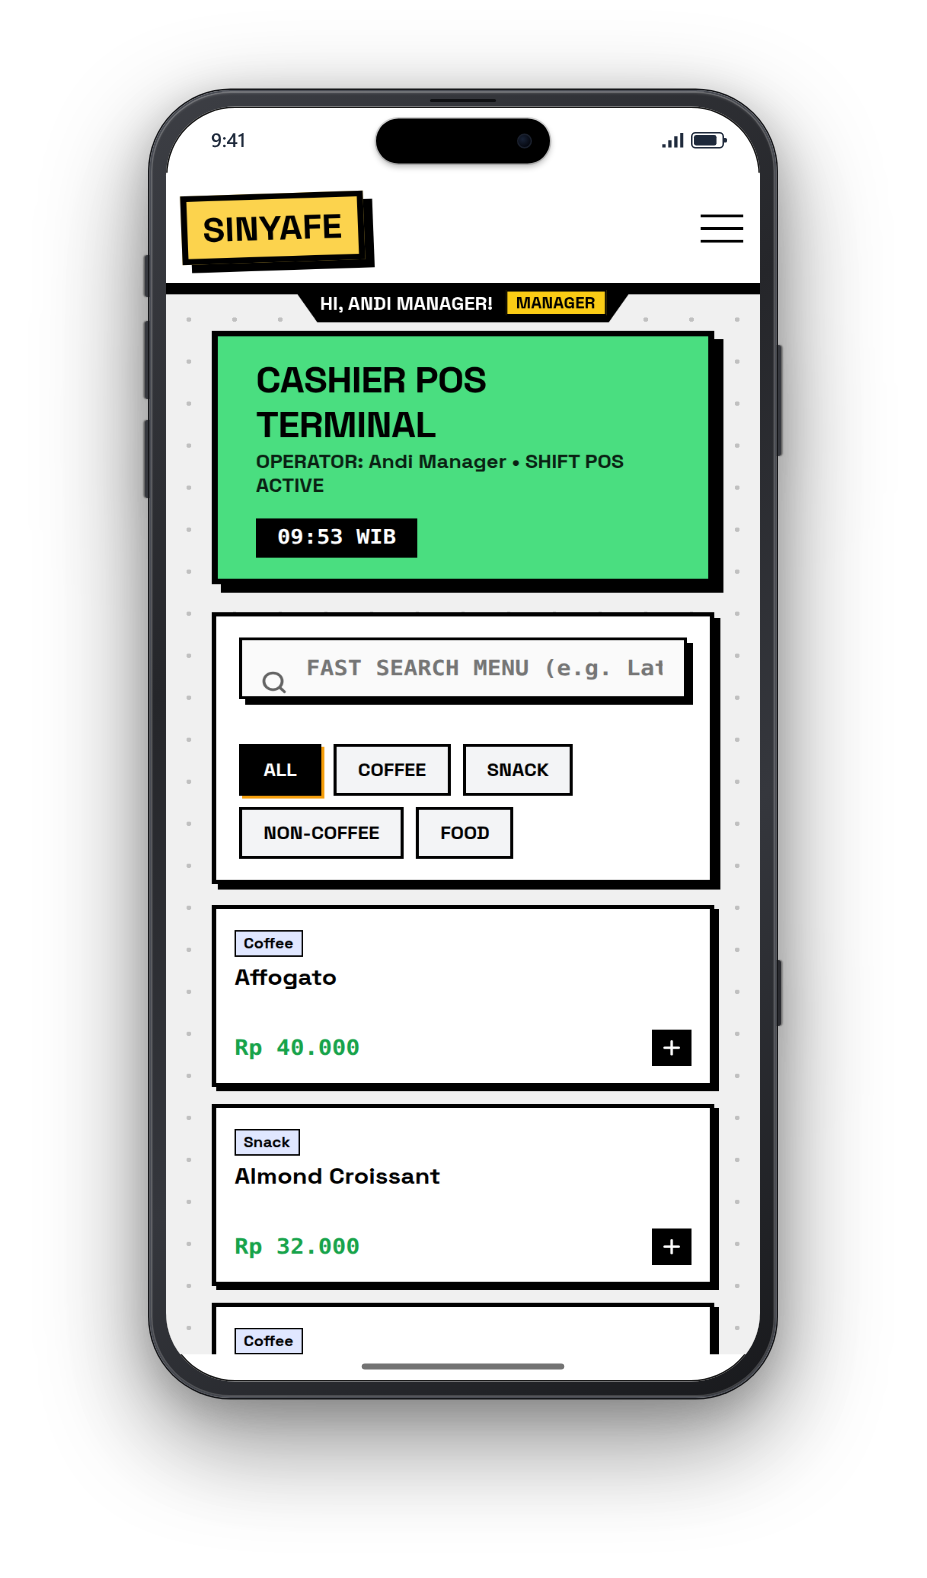 9:41
SINYAFE
HI, ANDI MANAGER! MANAGER
CASHIER POS
TERMINAL
OPERATOR: Andi Manager • SHIFT POS
ACTIVE
09:53 WIB
FAST SEARCH MENU (e.g. Lat
ALL COFFEE SNACK
NON-COFFEE FOOD
Coffee
Affogato
Rp 40.000 +
Snack
Almond Croissant
Rp 32.000 +
Coffee